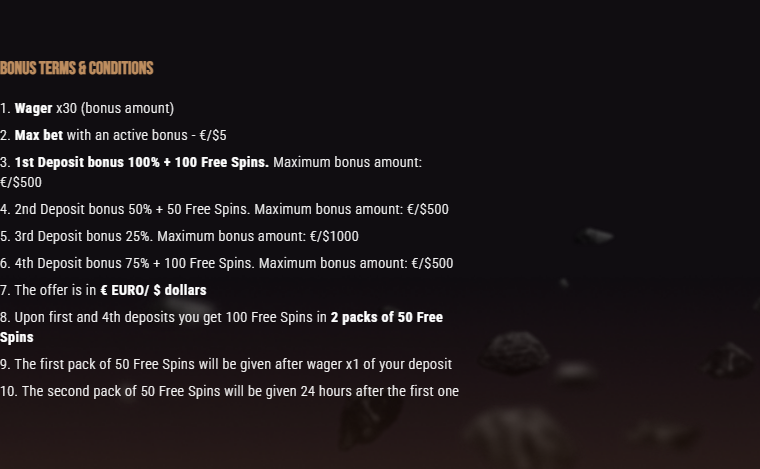 BONUS TERMS & CONDITIONS
1. Wager x30 (bonus amount)
2. Max bet with an active bonus - €/$5
3. 1st Deposit bonus 100% + 100 Free Spins. Maximum bonus amount:
€/$500
4. 2nd Deposit bonus 50% + 50 Free Spins. Maximum bonus amount: €/$500
5. 3rd Deposit bonus 25%. Maximum bonus amount: €/$1000
6. 4th Deposit bonus 75% + 100 Free Spins. Maximum bonus amount: €/$500
7. The offer is in € EURO/ $ dollars
8. Upon first and 4th deposits you get 100 Free Spins in 2 packs of 50 Free
Spins
9. The first pack of 50 Free Spins will be given after wager x1 of your deposit
10. The second pack of 50 Free Spins will be given 24 hours after the first one